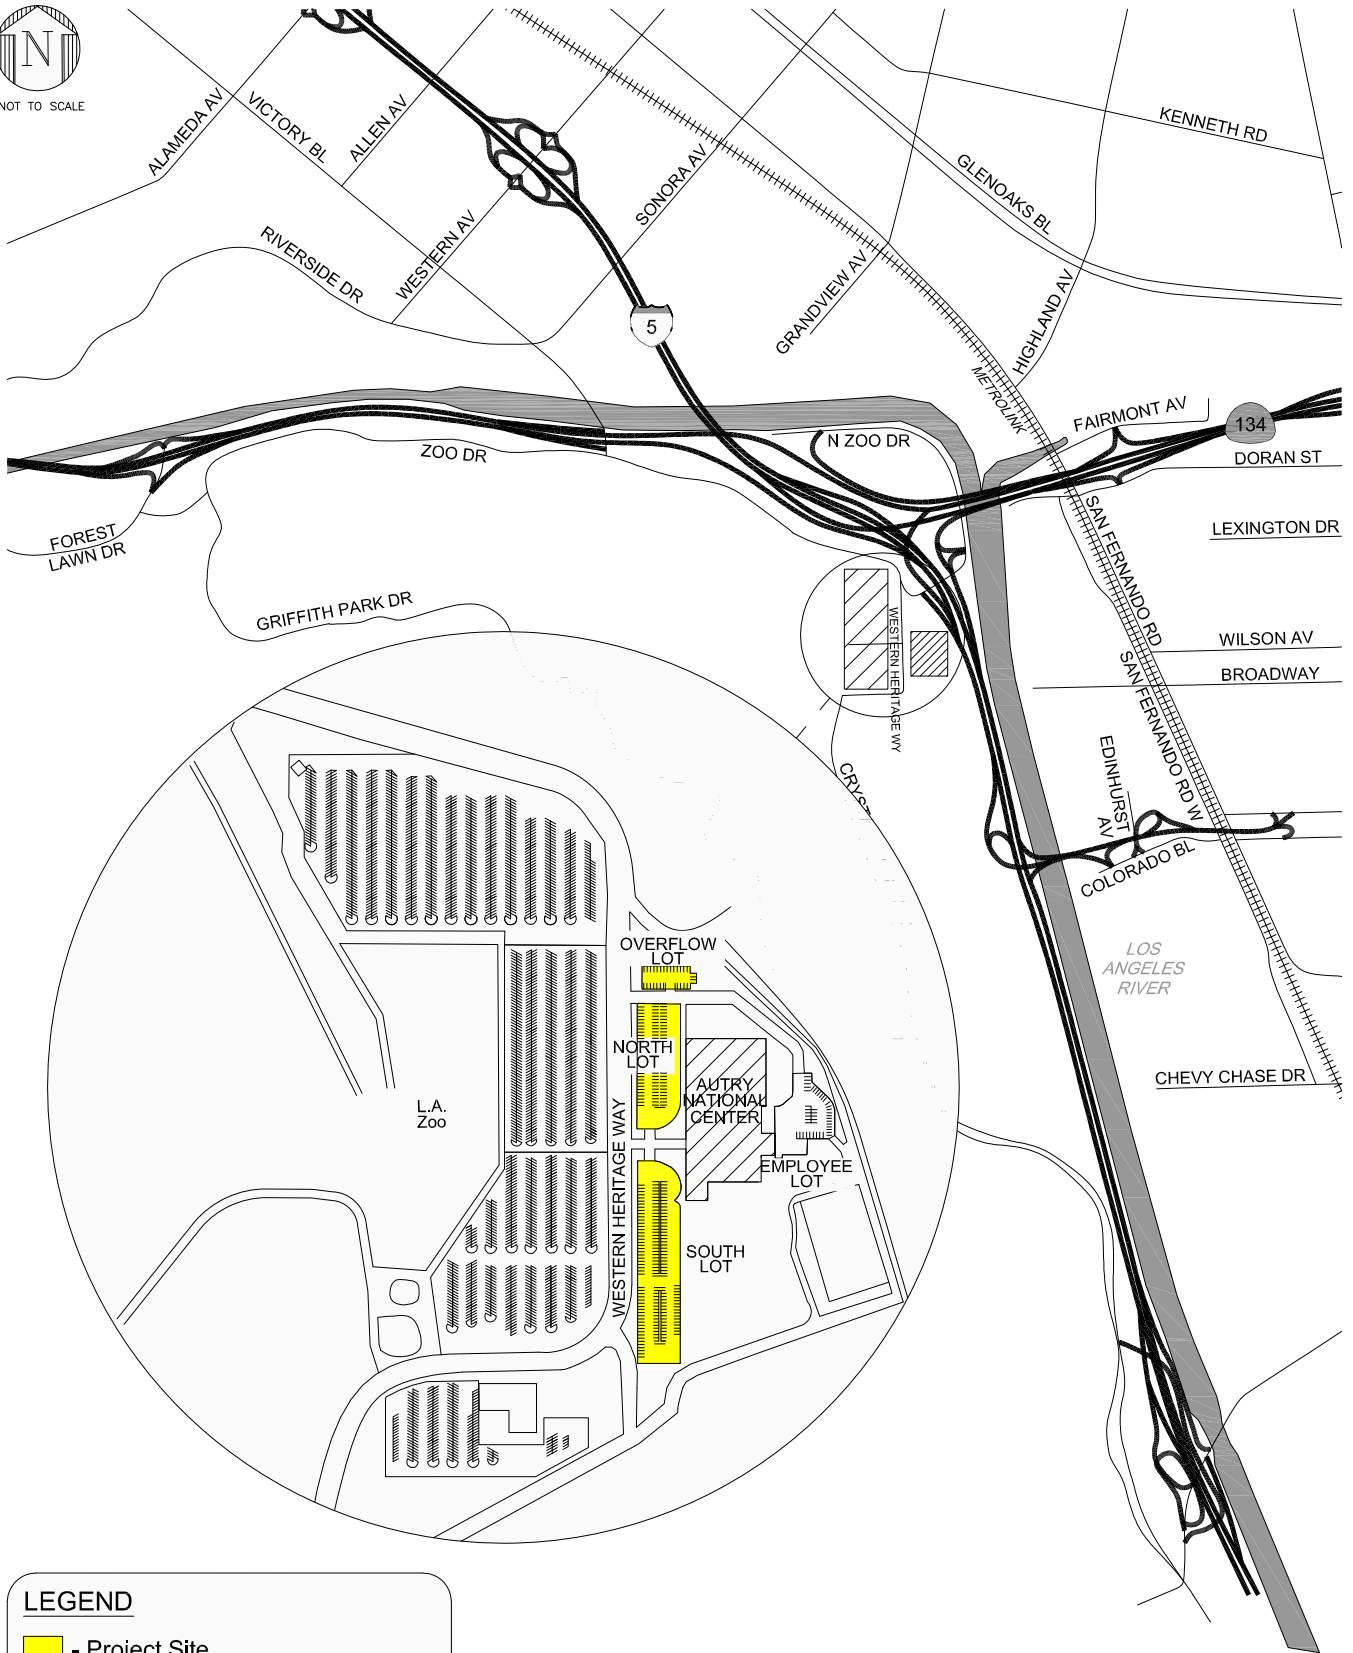 N
NOT TO SCALE
ALAMEDA AV
VICTORY BL
ALLEN AV
WESTERN AV
SONORA AV
RIVERSIDE DR
KENNETH RD
GLENOAKS BL
GRANDVIEW AV
HIGHLAND AV
5
METROLINK
FAIRMONT AV
134
N ZOO DR
ZOO DR
DORAN ST
FOREST
LAWN DR
SAN FERNANDO RD
LEXINGTON DR
GRIFFITH PARK DR
WESTERN HERITAGE WY
WILSON AV
BROADWAY
SAN FERNANDO RD W
EDINHURST
AV
COLORADO BL
LOS
ANGELES
RIVER
CHEVY CHASE DR
OVERFLOW
LOT
NORTH
LOT
AUTRY
NATIONAL
CENTER
L.A.
Zoo
WESTERN HERITAGE WAY
EMPLOYEE
LOT
SOUTH
LOT
LEGEND
- Project Site